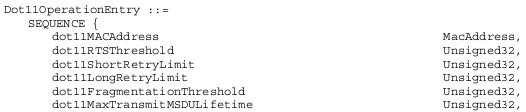 Dot11OperationEntry ::=
SEQUENCE {
dot11MACAddress MacAddress,
dot11RTSThreshold Unsigned32,
dot11ShortRetryLimit Unsigned32,
dot11LongRetryLimit Unsigned32,
dot11FragmentationThreshold Unsigned32,
dot11MaxTransmitMSDULifetime Unsigned32,